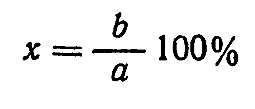 x = b/a 100%